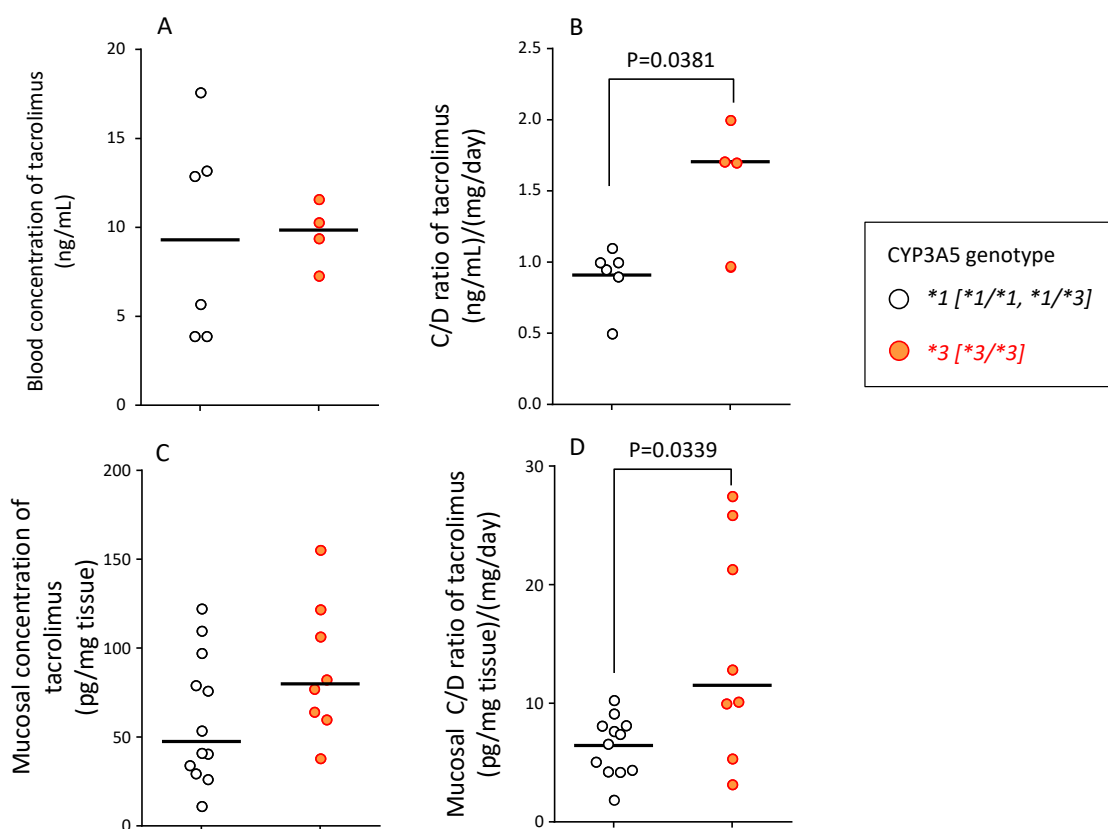 A
Blood concentration of tacrolimus
(ng/mL)
20
15
10
5
0
B
P=0.0381
C/D ratio of tacrolimus
(ng/mL)/(mg/day)
2.5
2.0
1.5
1.0
0.5
0.0
CYP3A5 genotype
*1 [*1/*1, *1/*3]
*3 [*3/*3]
C
Mucosal concentration of
tacrolimus
(pg/mg tissue)
200
150
100
50
0
D
P=0.0339
Mucosal C/D ratio of tacrolimus
(pg/mg tissue)/(mg/day)
30
20
10
0